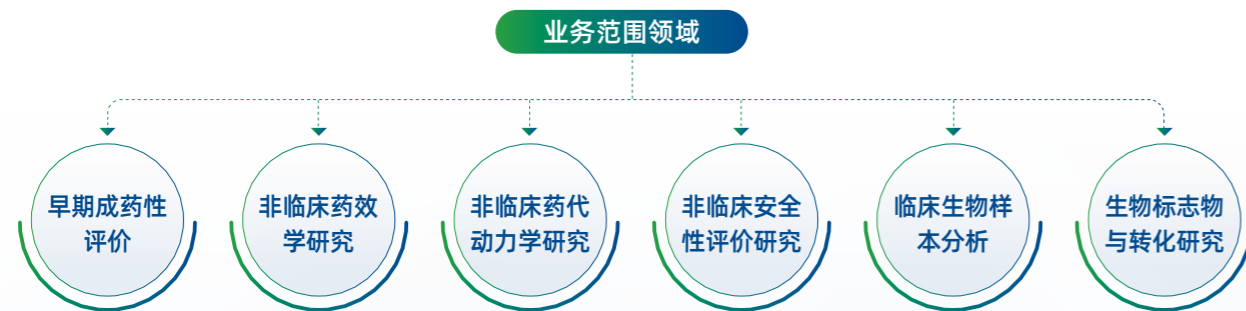 业务范围领域
早期成药性
评价
非临床药效
学研究
非临床药代
动力学研究
非临床安全
性评价研究
临床生物样
本分析
生物标志物
与转化研究